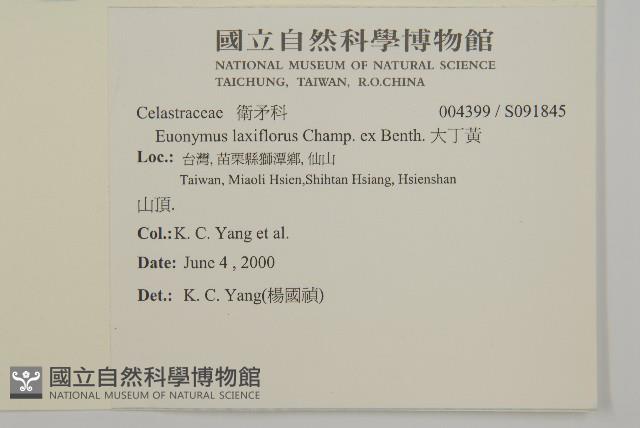 國立自然科學博物館
NATIONAL MUSEUM OF NATURAL SCIENCE
TAICHUNG, TAIWAN, R.O.CHINA
Celastraceae 衛矛科 004399 / S091845
Euonymus laxiflorus Champ. ex Benth. 大丁黃
Loc.: 台灣, 苗栗縣獅潭鄉, 仙山
Taiwan, Miaoli Hsien,Shihtan Hsiang, Hsienshan
山頂.
Col.:K. C. Yang et al.
Date: June 4 , 2000
Det.: K. C. Yang(楊國禎)
國立自然科學博物館
NATIONAL MUSEUM OF NATURAL SCIENCE